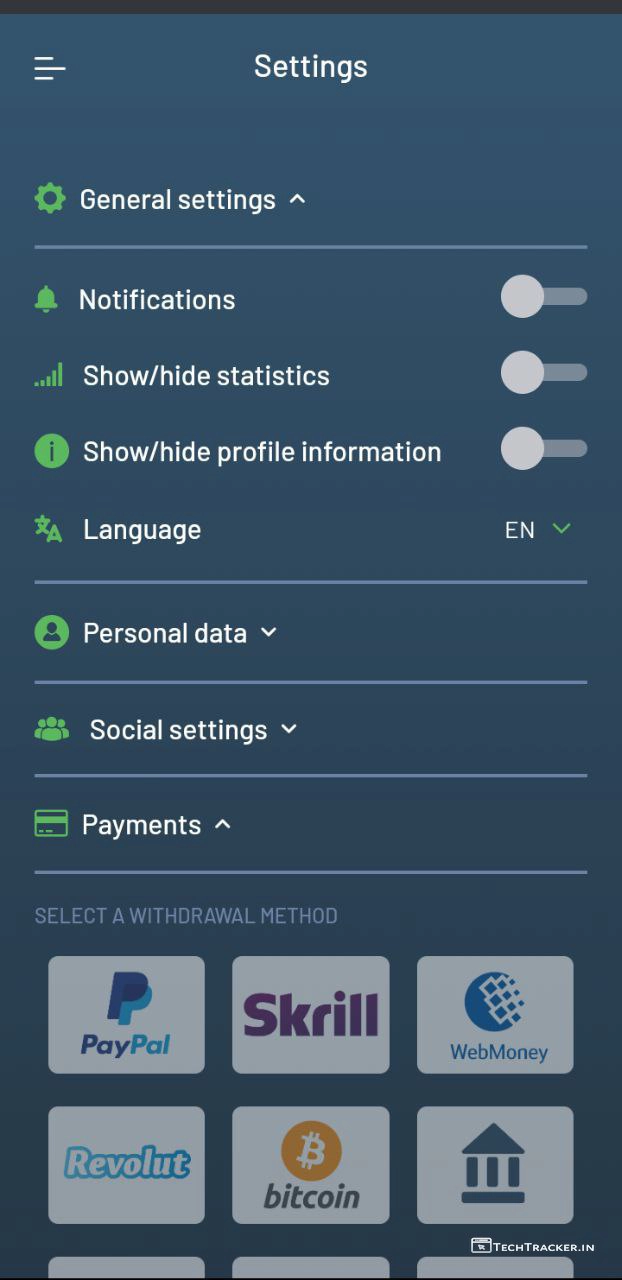 Settings
General settings
Notifications
Show/hide statistics
Show/hide profile information
Language EN
Personal data
Social settings
Payments
SELECT A WITHDRAWAL METHOD
PayPal Skrill WebMoney
Revolut bitcoin
TECHTRACKER.IN